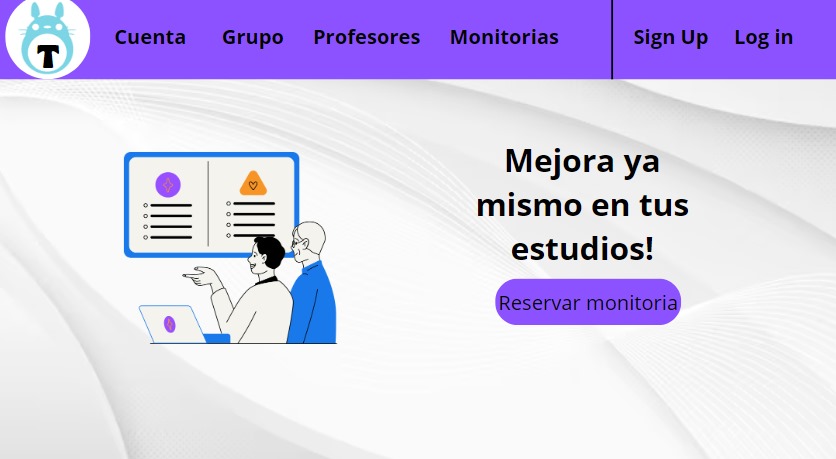 T
Cuenta Grupo Profesores Monitorias Sign Up Log in
Mejora ya
mismo en tus
estudios!
Reservar monitoria